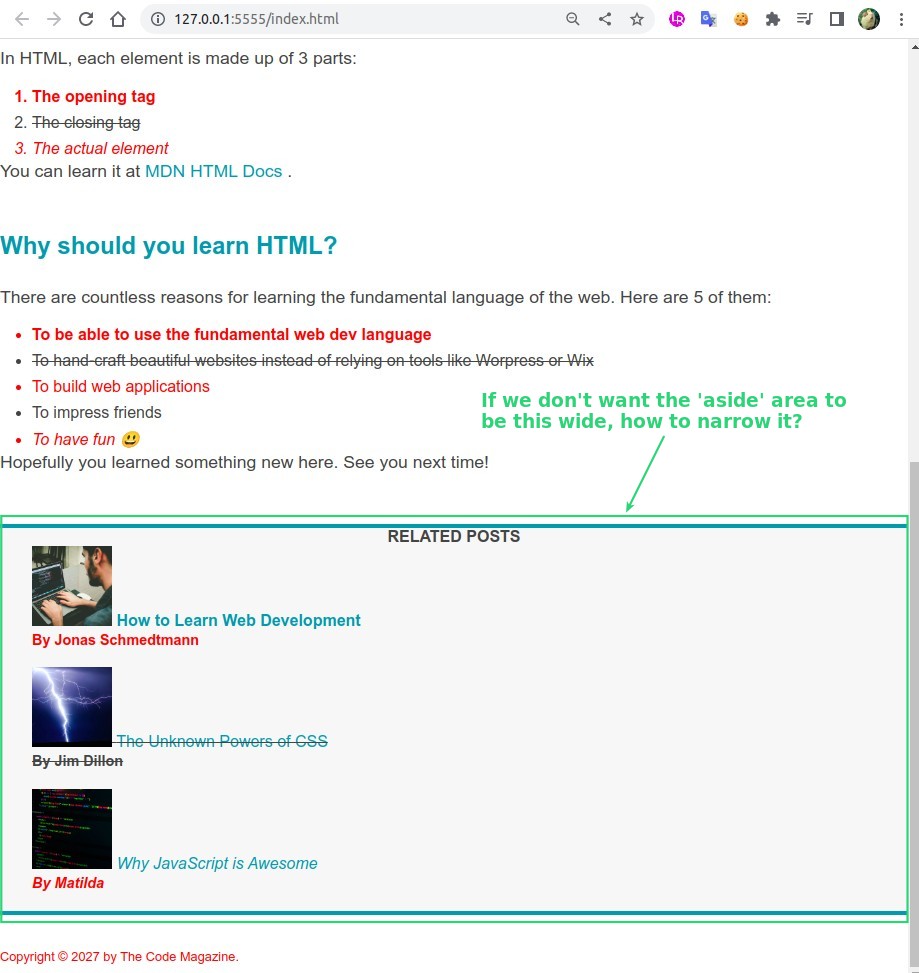 127.0.0.1:5555/index.html
In HTML, each element is made up of 3 parts:
1. The opening tag
2. The closing tag
3. The actual element
You can learn it at MDN HTML Docs .
Why should you learn HTML?
There are countless reasons for learning the fundamental language of the web. Here are 5 of them:
• To be able to use the fundamental web dev language
• To hand-craft beautiful websites instead of relying on tools like Worpress or Wix
• To build web applications
• To impress friends
• To have fun 😃
Hopefully you learned something new here. See you next time!
If we don't want the 'aside' area to
be this wide, how to narrow it?
RELATED POSTS
How to Learn Web Development
By Jonas Schmedtmann
The Unknown Powers of CSS
By Jim Dillon
Why JavaScript is Awesome
By Matilda
Copyright © 2027 by The Code Magazine.